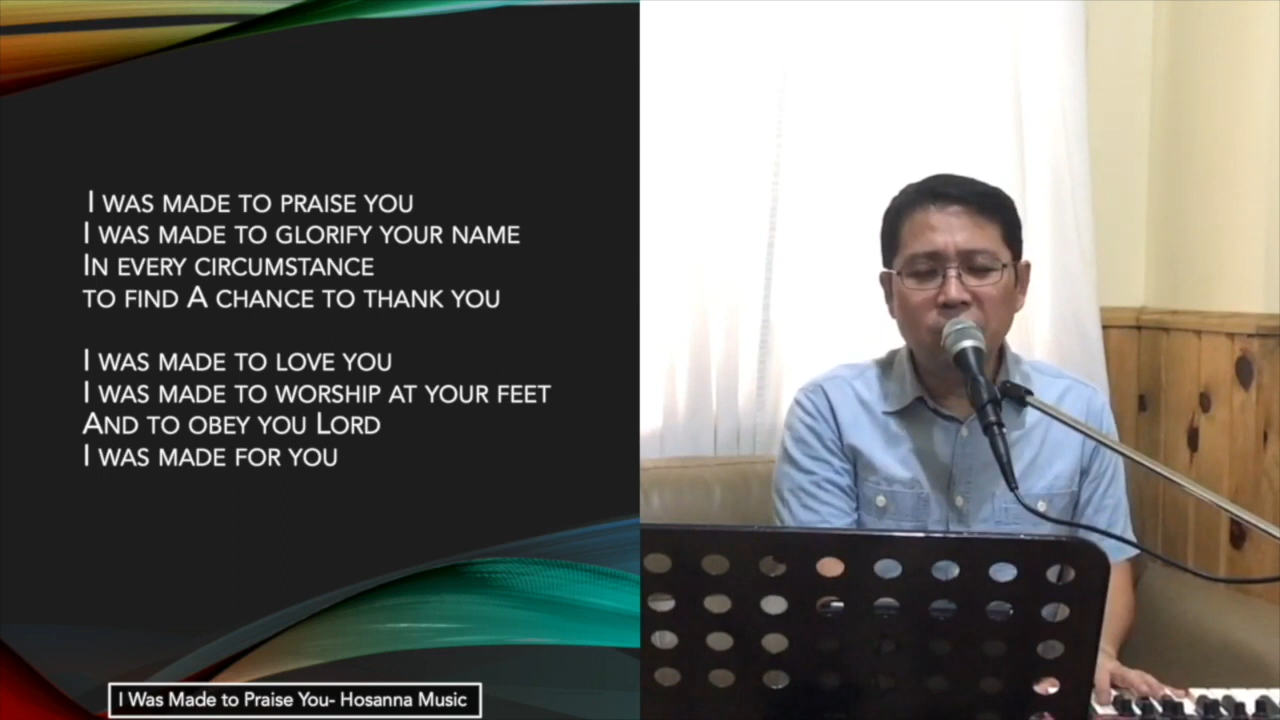 I WAS MADE TO PRAISE YOU
I WAS MADE TO GLORIFY YOUR NAME
IN EVERY CIRCUMSTANCE
TO FIND A CHANCE TO THANK YOU
I WAS MADE TO LOVE YOU
I WAS MADE TO WORSHIP AT YOUR FEET
AND TO OBEY YOU LORD
I WAS MADE FOR YOU
I Was Made to Praise You- Hosanna Music